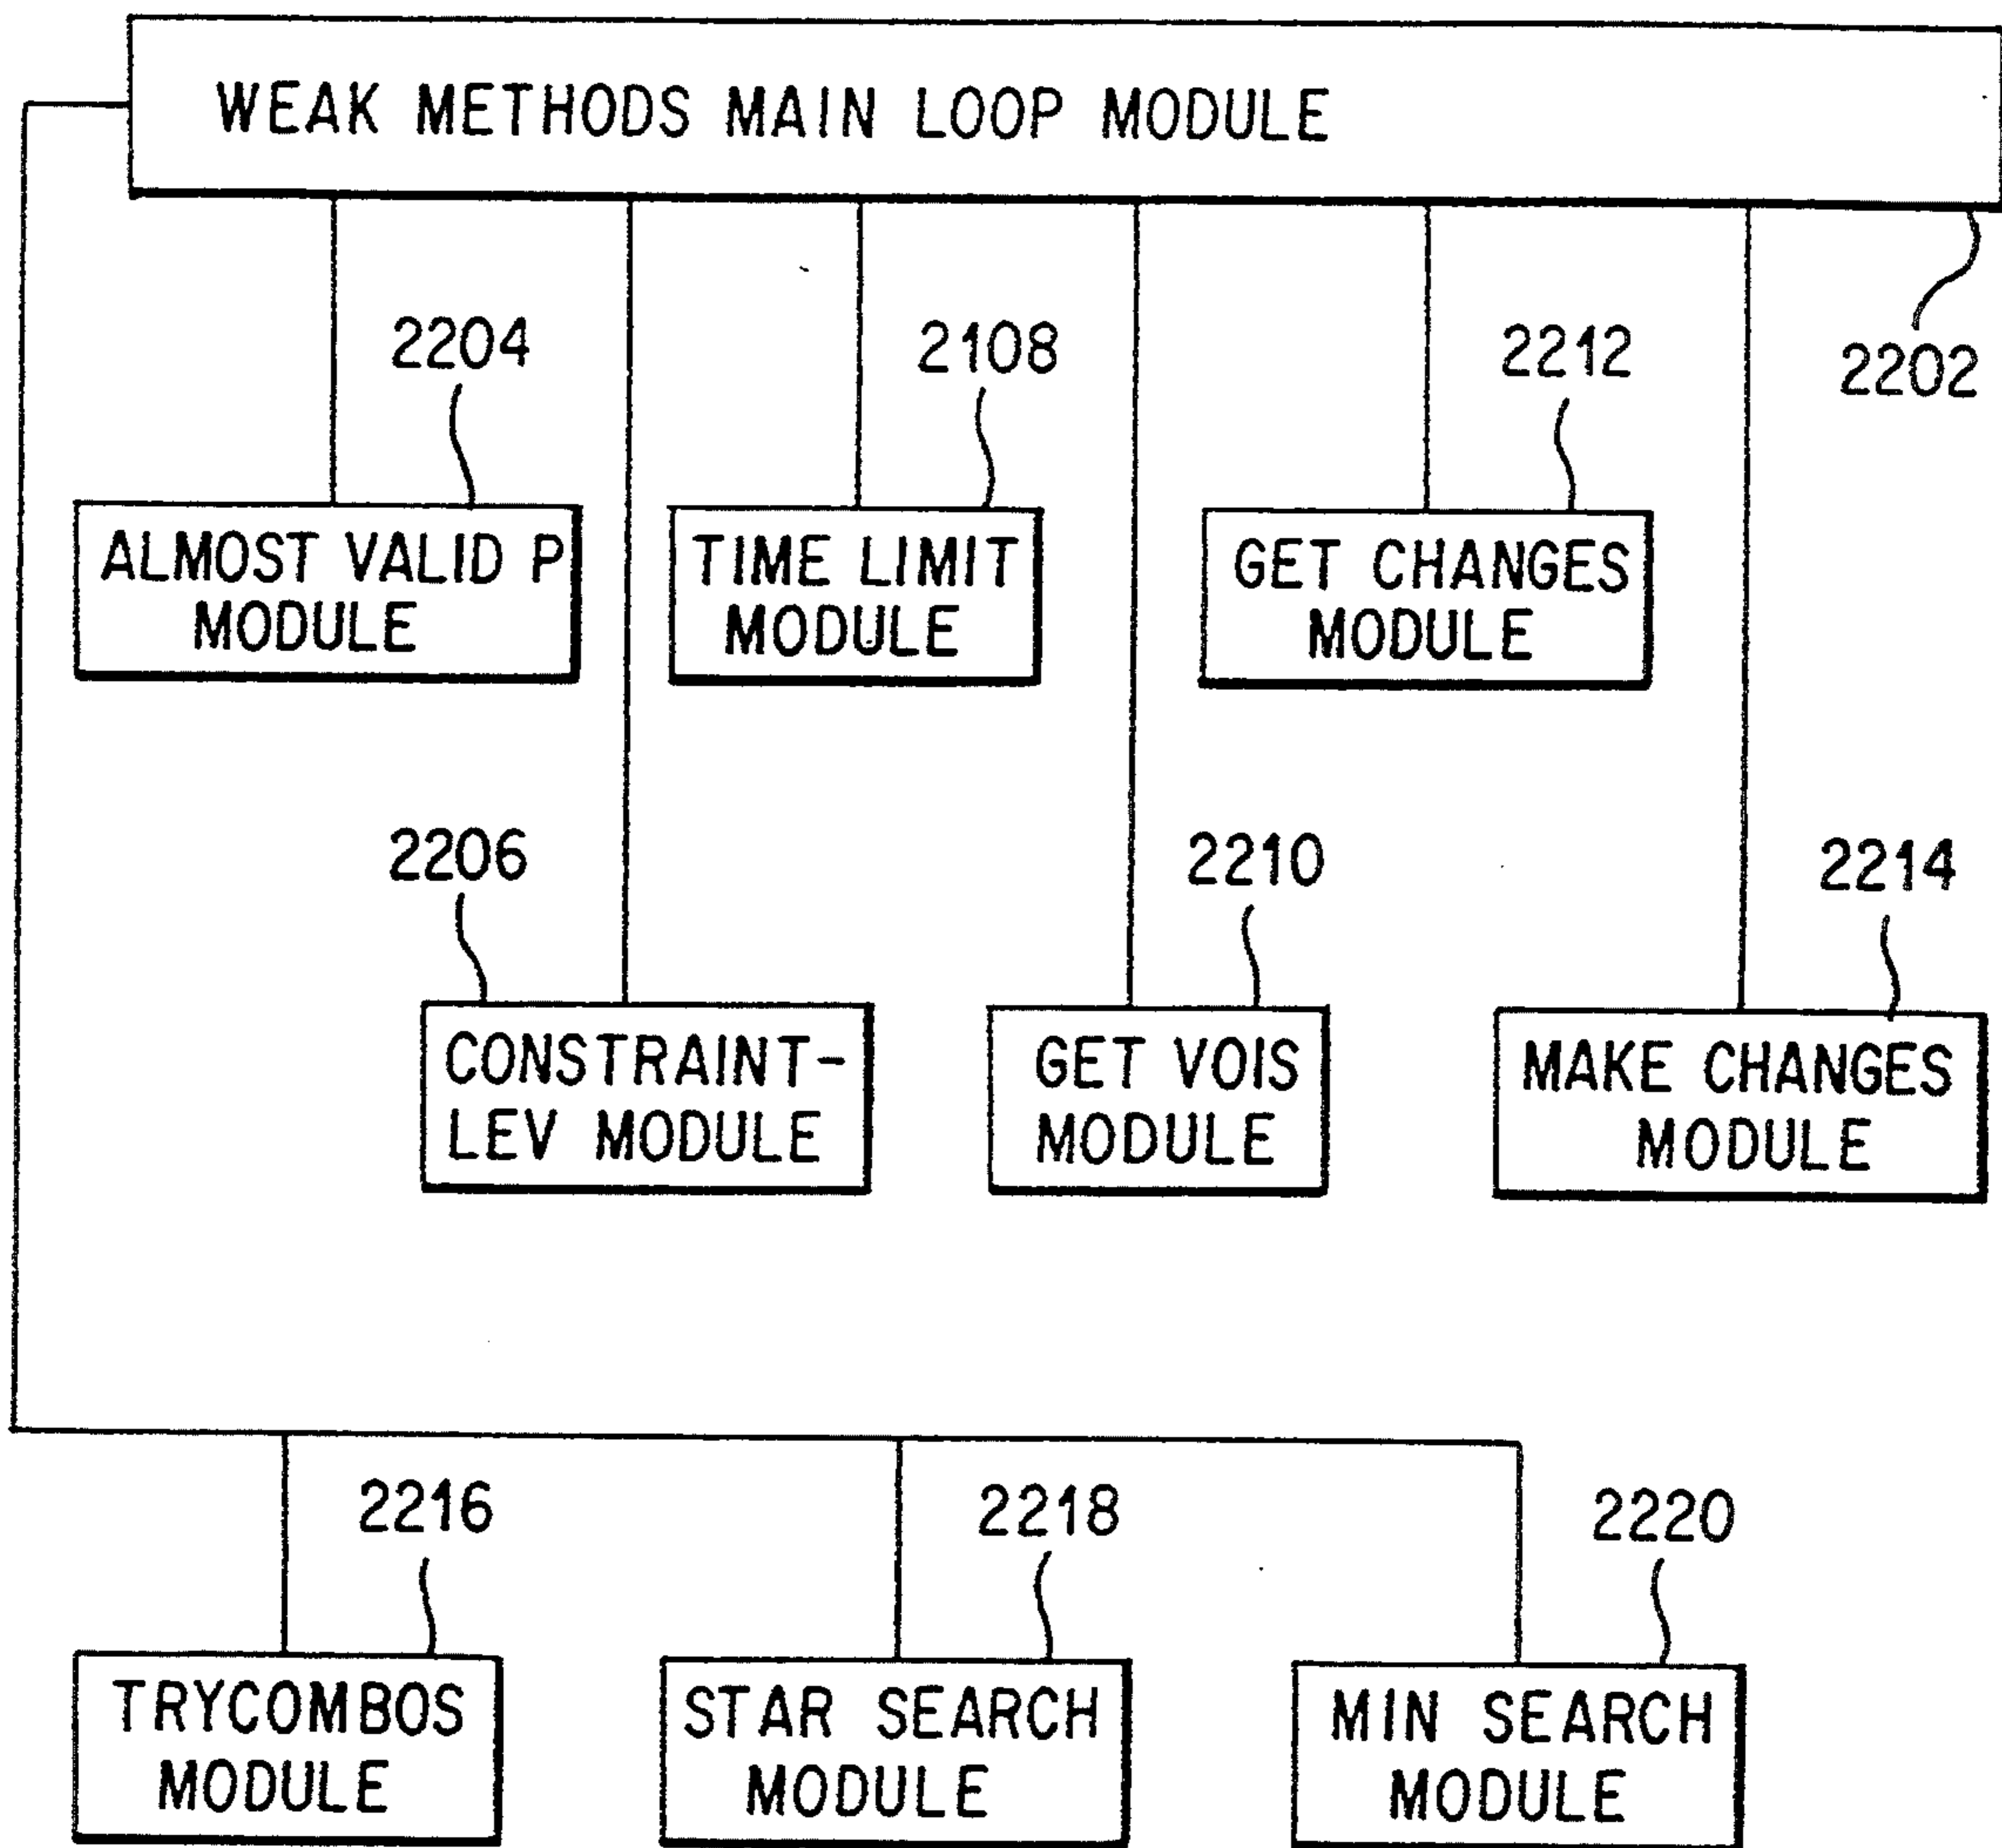 WEAK METHODS MAIN LOOP MODULE
2204
2108
2212
2202
ALMOST VALID P
MODULE
TIME LIMIT
MODULE
GET CHANGES
MODULE
2206
2210
2214
CONSTRAINT-
LEV MODULE
GET VOIS
MODULE
MAKE CHANGES
MODULE
2216
2218
2220
TRYCOMBOS
MODULE
STAR SEARCH
MODULE
MIN SEARCH
MODULE